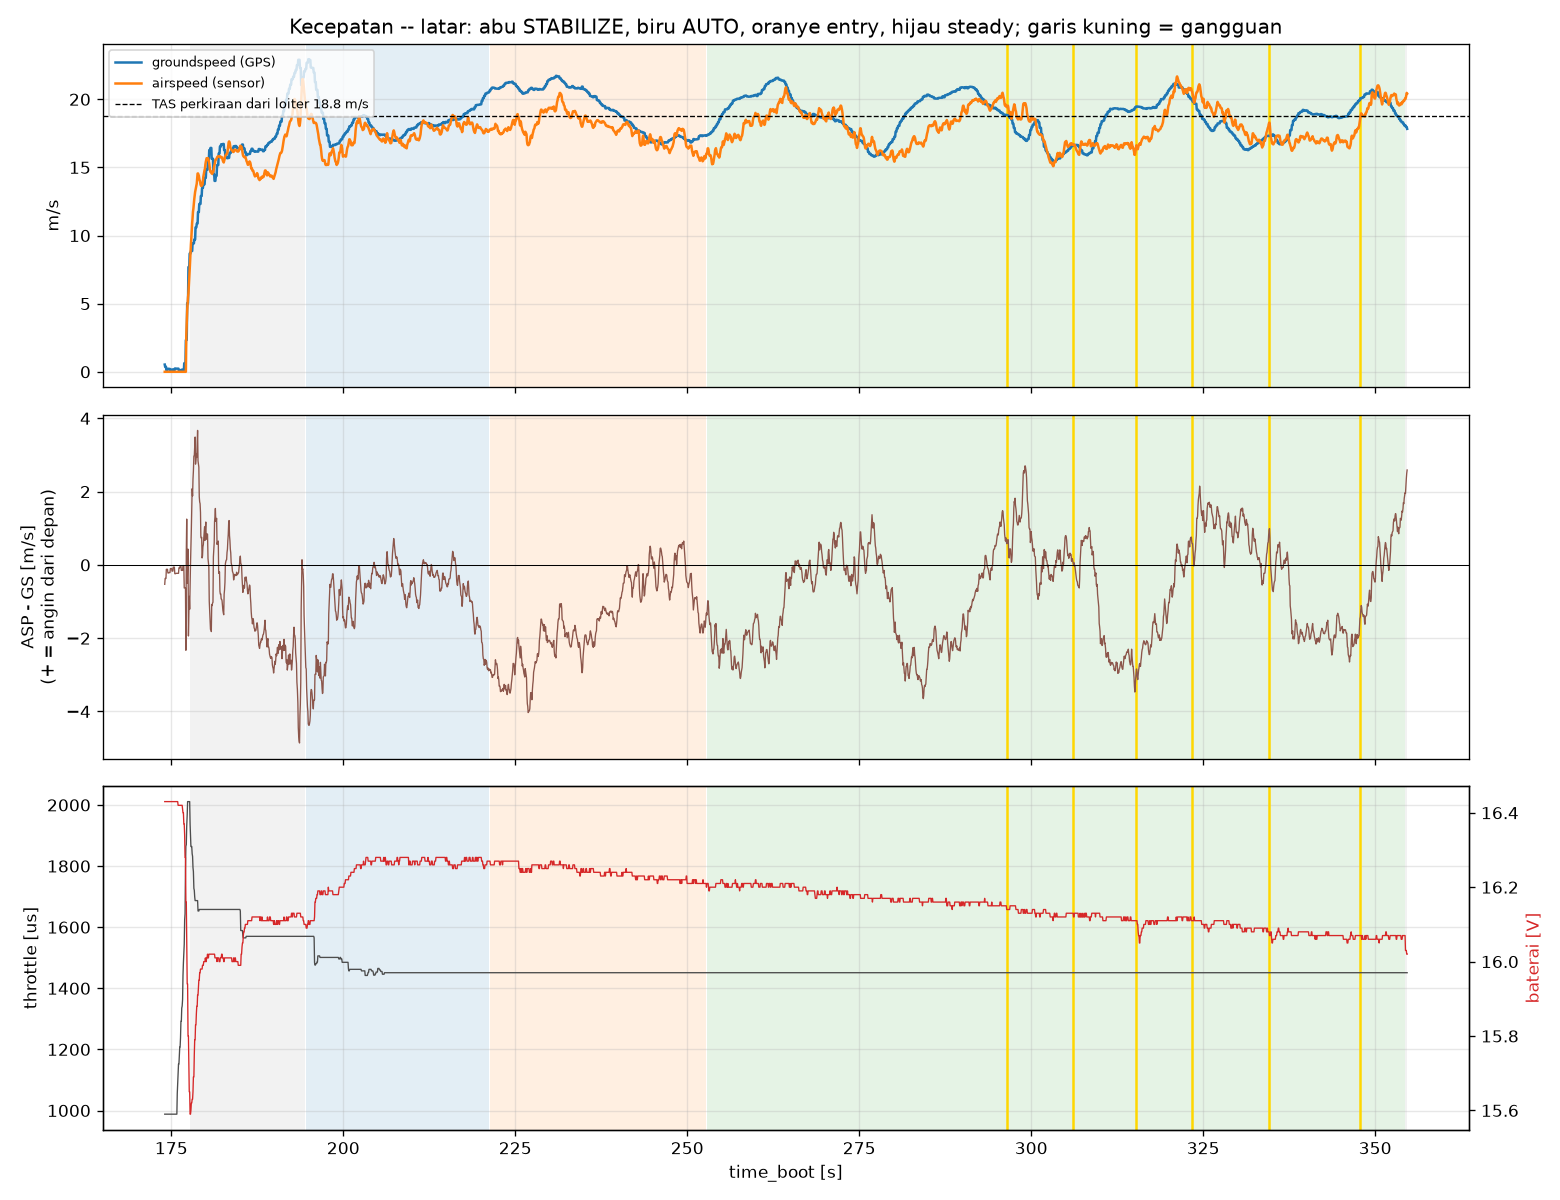 Kecepatan -- latar: abu STABILIZE, biru AUTO, oranye entry, hijau steady; garis kuning = gangguan
groundspeed (GPS)
airspeed (sensor)
TAS perkiraan dari loiter 18.8 m/s
m/s
20
15
10
5
0
ASP - GS [m/s]
(+ = angin dari depan)
4
2
0
−2
−4
throttle [us]
2000
1800
1600
1400
1200
1000
16.4
16.2
16.0
15.8
15.6
baterai [V]
175
200
225
250
275
300
325
350
time_boot [s]